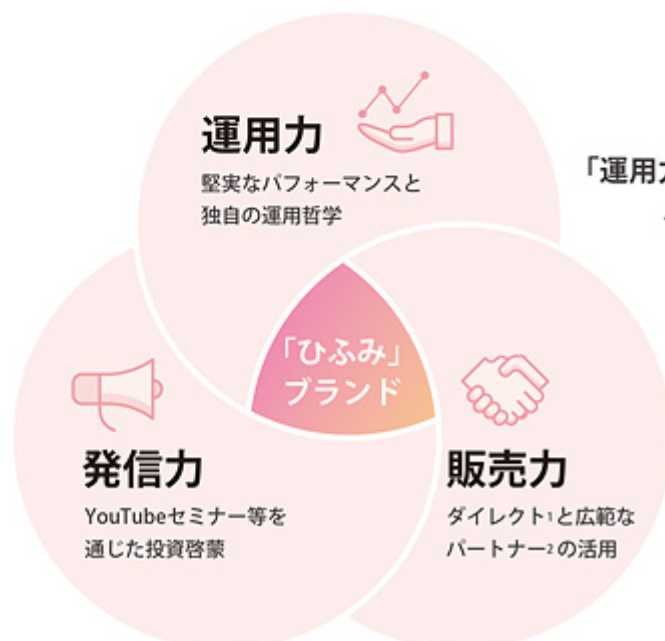 運用力
堅実なパフォーマンスと
独自の運用哲学
「運用
「ひふみ」
ブランド
発信力
YouTubeセミナー等を
通じた投資啓蒙
販売力
ダイレクト1と広範な
パートナー2の活用